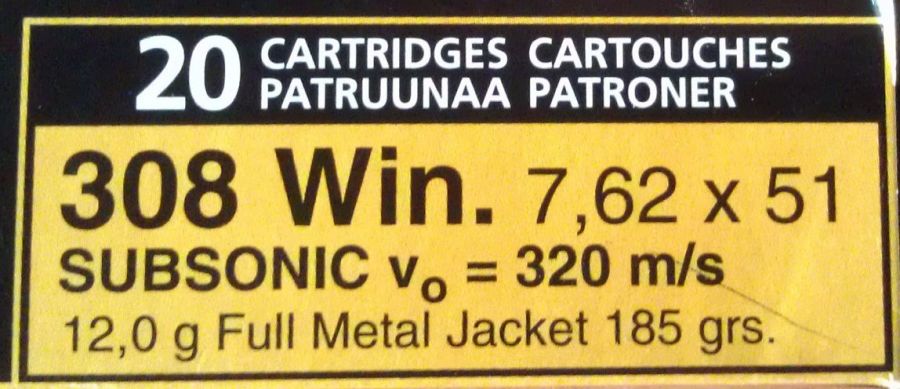 20 CARTRIDGES CARTOUCHES
PATRUUNAA PATRONER
308 Win. 7,62 x 51
SUBSONIC v₀ = 320 m/s
12,0 g Full Metal Jacket 185 grs.